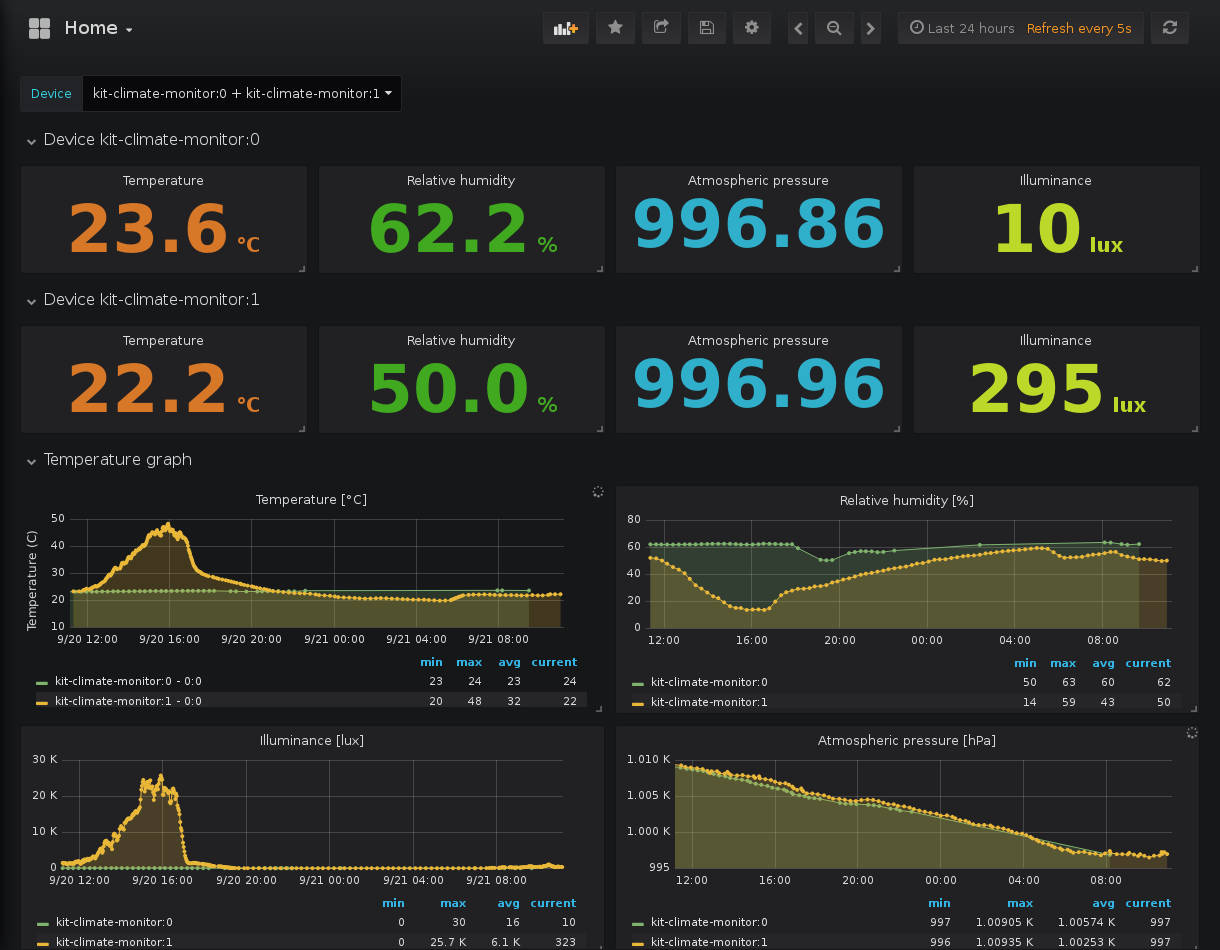 Home
Last 24 hours Refresh every 5s
Device kit-climate-monitor:0 + kit-climate-monitor:1
Device kit-climate-monitor:0
Temperature Relative humidity Atmospheric pressure Illuminance
23.6 °C 62.2 % 996.86 10 lux
Device kit-climate-monitor:1
Temperature Relative humidity Atmospheric pressure Illuminance
22.2 °C 50.0 % 996.96 295 lux
Temperature graph
Temperature [°C]
Temperature (C)
50
40
30
20
10
9/20 12:00 9/20 16:00 9/20 20:00 9/21 00:00 9/21 04:00 9/21 08:00
min max avg current
kit-climate-monitor:0 - 0:0 23 24 23 24
kit-climate-monitor:1 - 0:0 20 48 32 22
Relative humidity [%]
80
60
40
20
0
12:00 16:00 20:00 00:00 04:00 08:00
min max avg current
kit-climate-monitor:0 50 63 60 62
kit-climate-monitor:1 14 59 43 50
Illuminance [lux]
30 K
20 K
10 K
0
9/20 12:00 9/20 16:00 9/20 20:00 9/21 00:00 9/21 04:00 9/21 08:00
min max avg current
kit-climate-monitor:0 0 30 16 10
kit-climate-monitor:1 0 25.7 K 6.1 K 323
Atmospheric pressure [hPa]
1.010 K
1.005 K
1.000 K
995
12:00 16:00 20:00 00:00 04:00 08:00
min max avg current
kit-climate-monitor:0 997 1.00905 K 1.00574 K 997
kit-climate-monitor:1 996 1.00935 K 1.00253 K 997